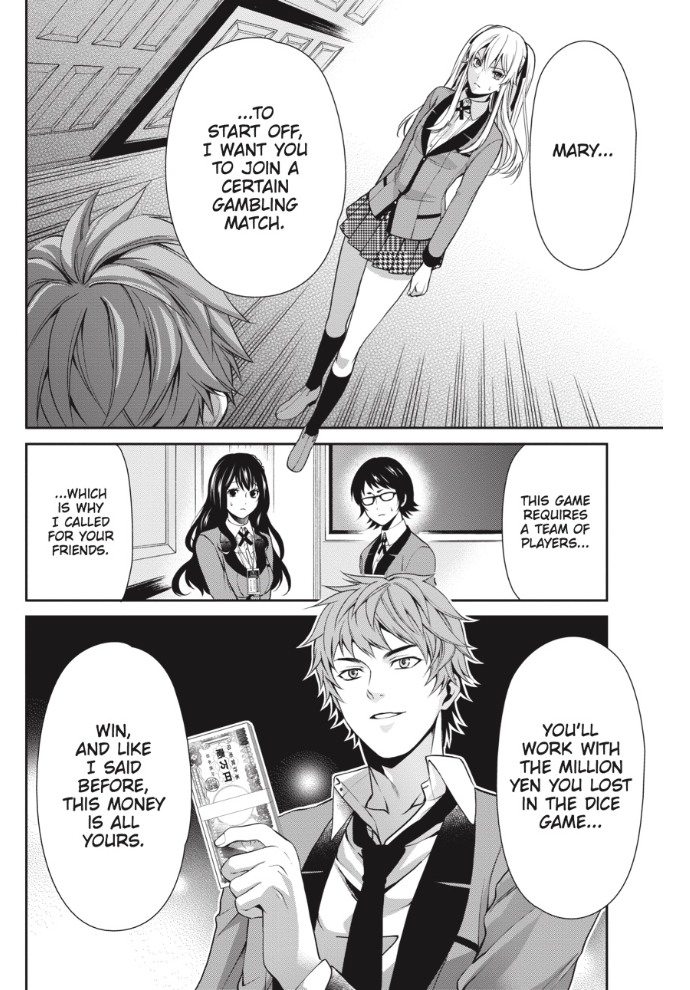 MARY...
...TO
START OFF,
I WANT YOU
TO JOIN A
CERTAIN
GAMBLING
MATCH.
THIS GAME
REQUIRES
A TEAM OF
PLAYERS...
...WHICH
IS WHY
I CALLED
FOR YOUR
FRIENDS.
YOU'LL
WORK WITH
THE MILLION
YEN YOU LOST
IN THE DICE
GAME...
WIN,
AND LIKE
I SAID
BEFORE,
THIS MONEY
IS ALL
YOURS.